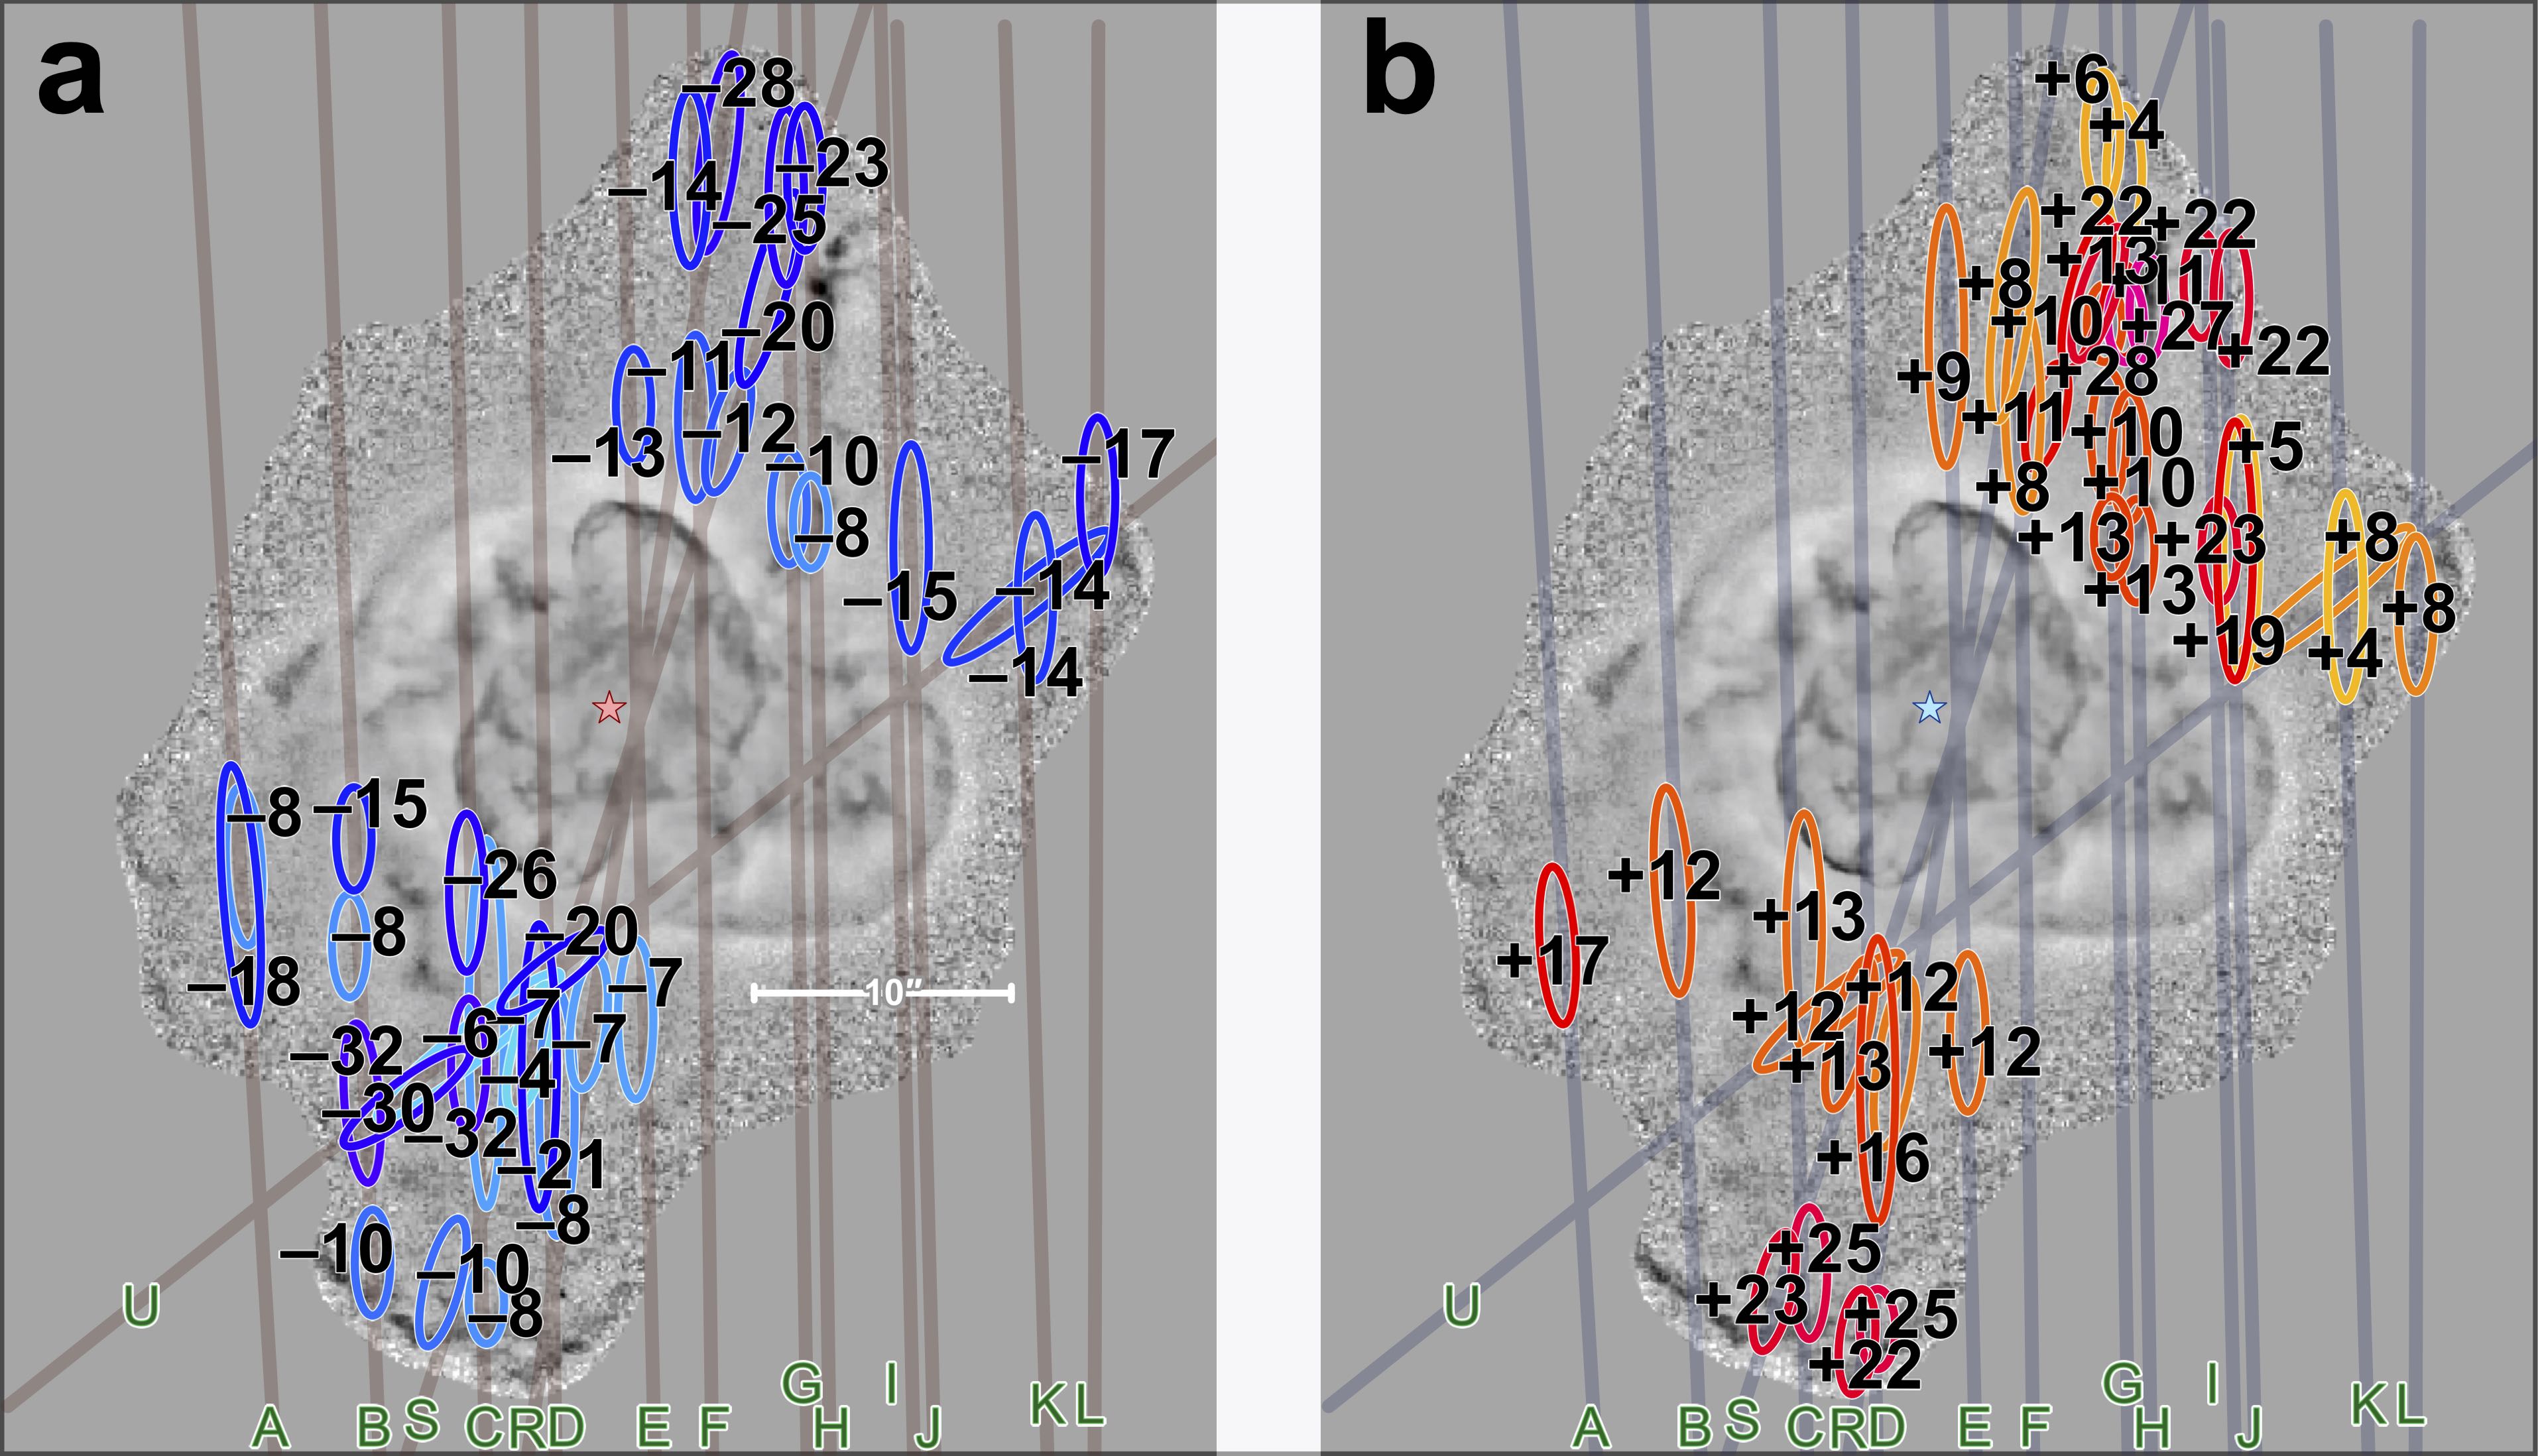 a
–28
–23
–14
–25
–20
–11
–12
–13
–10
–17
–8
–14
–15
–14
–8
–15
–26
–20
–8
–18
–7
10″
–7
–6
–7
–32
–4
–30
–32
–21
–8
–10
–10
–8
U
G
I
K
L
A
B
S
C
R
D
E
F
H
J
b
+6
+4
+22
+22
+13
+11
+8
+10
+27
+22
+9
+28
+11
+10
+5
+8
+10
+13
+23
+8
+13
+8
+19
+4
+12
+13
+17
+12
+12
+13
+12
+16
+25
+23
+25
+22
U
G
I
K
L
A
B
S
C
R
D
E
F
H
J